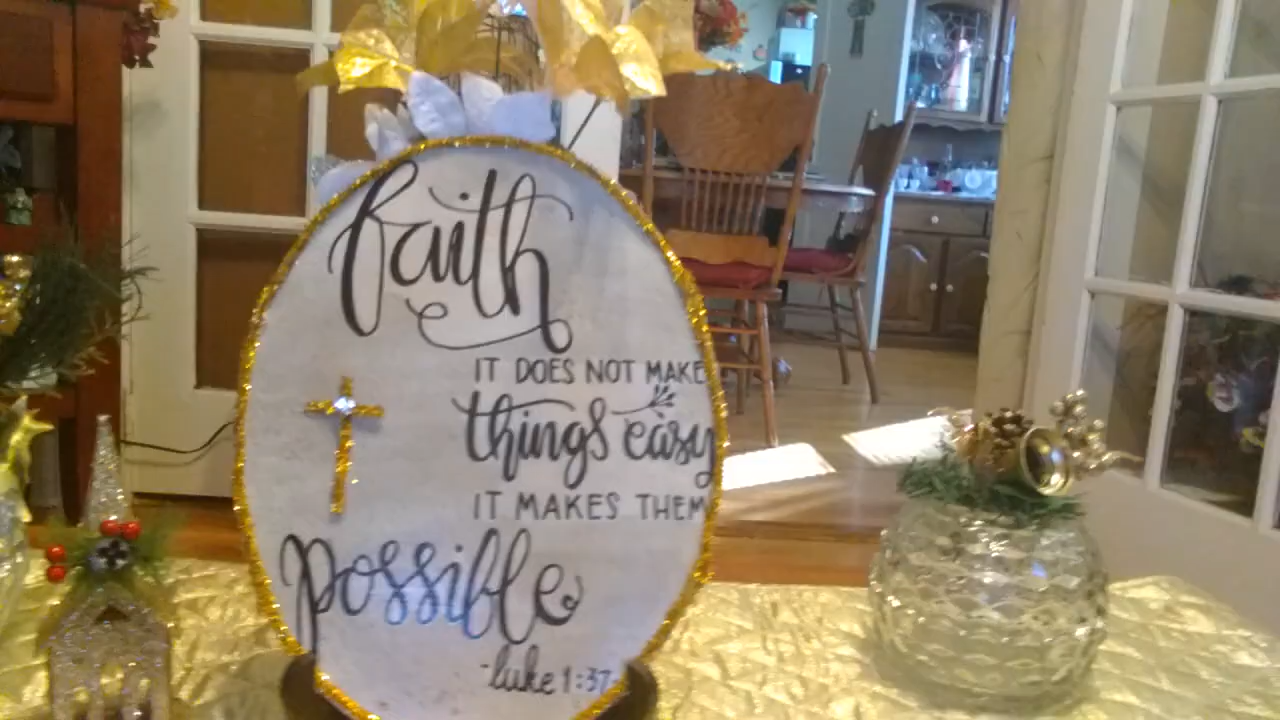 faith
IT DOES NOT MAKE
things easy
IT MAKES THEM
possible
-luke 1:37-